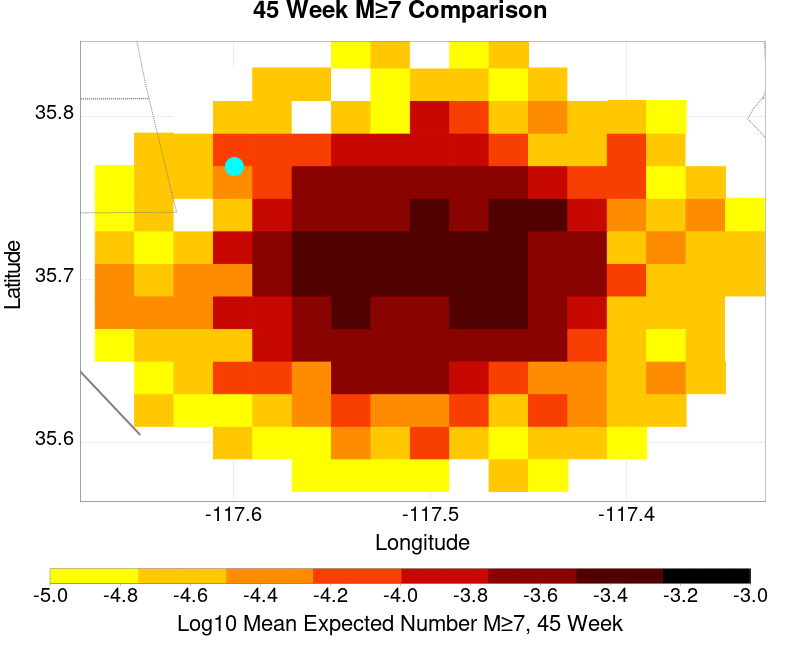 45 Week M≥7 Comparison
35.8
35.7
35.6
Latitude
-117.6 -117.5 -117.4
Longitude
-5.0 -4.8 -4.6 -4.4 -4.2 -4.0 -3.8 -3.6 -3.4 -3.2 -3.0
Log10 Mean Expected Number M≥7, 45 Week